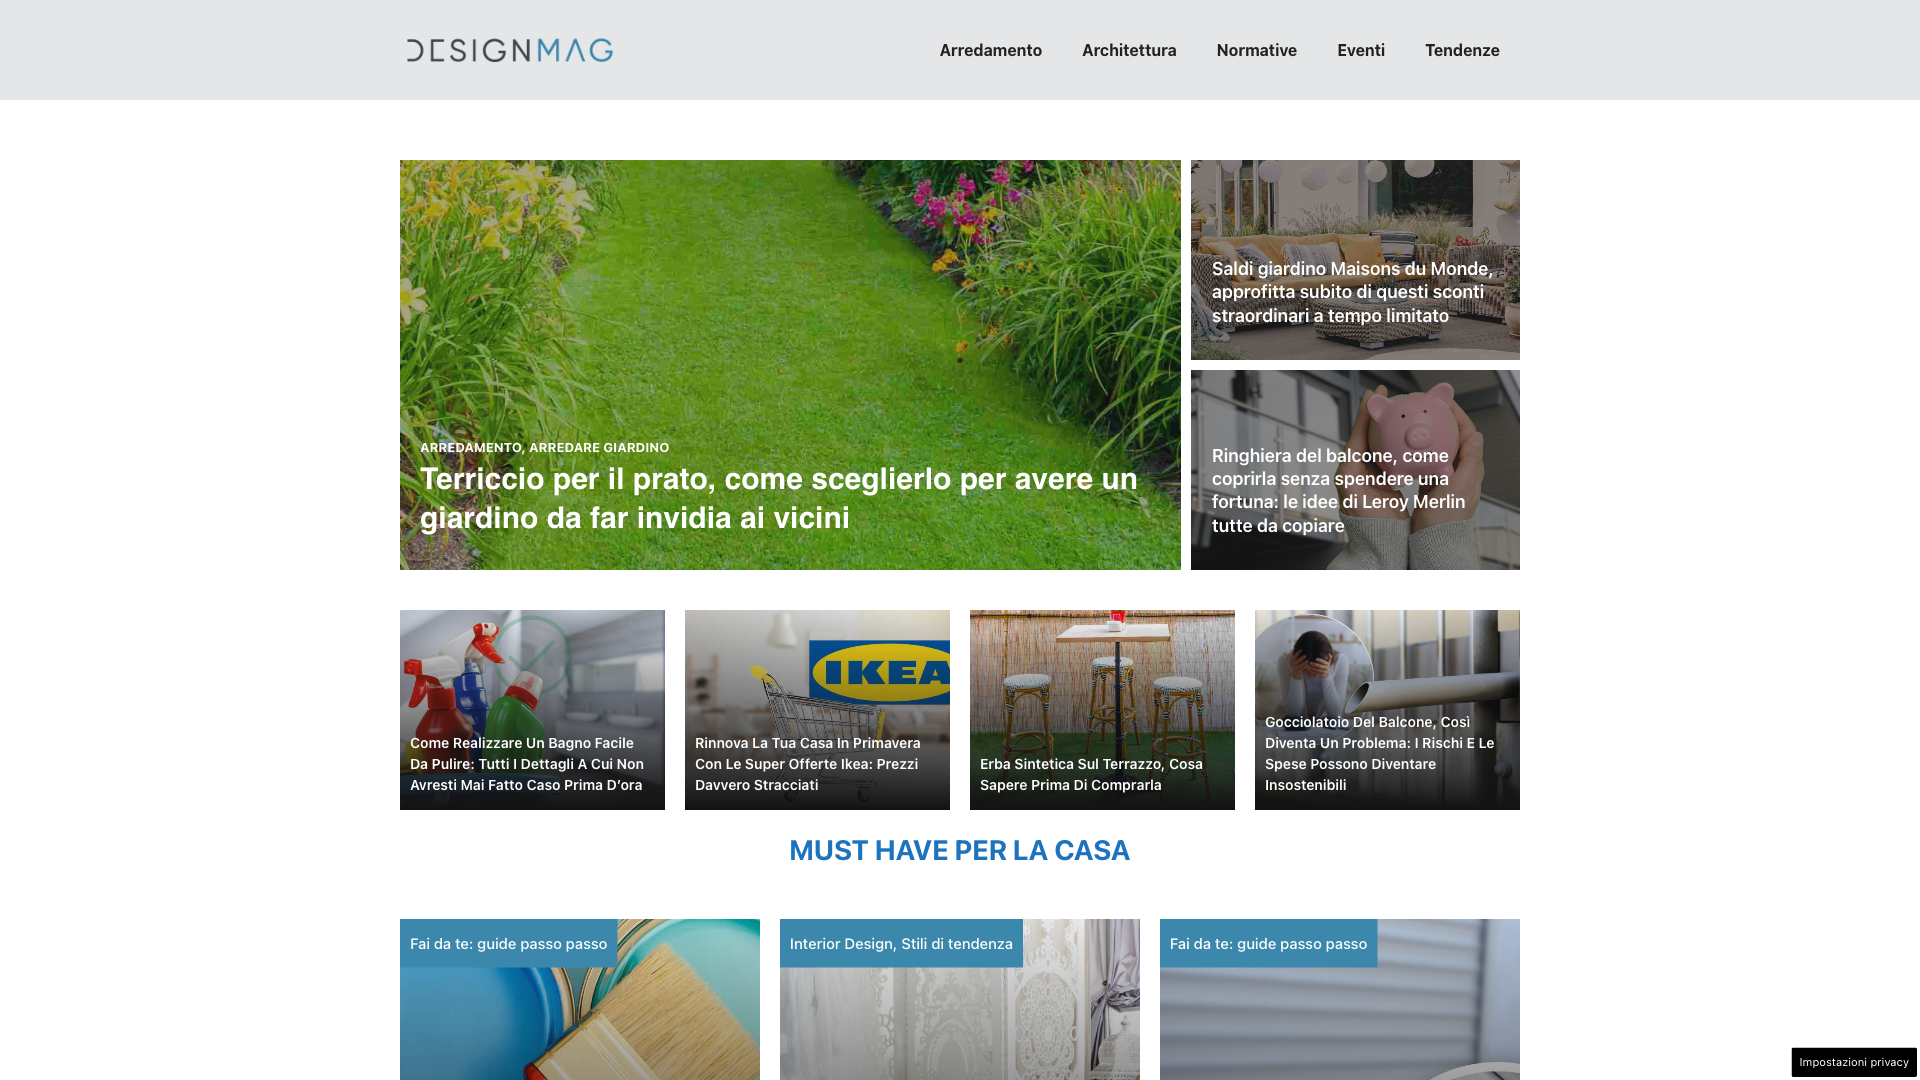 DESIGNMAG
Arredamento
Architettura
Normative
Eventi
Tendenze
ARREDAMENTO, ARREDARE GIARDINO
Terriccio per il prato, come sceglierlo per avere un
giardino da far invidia ai vicini
Saldi giardino Maisons du Monde,
approfitta subito di questi sconti
straordinari a tempo limitato
Ringhiera del balcone, come
coprirla senza spendere una
fortuna: le idee di Leroy Merlin
tutte da copiare
Come Realizzare Un Bagno Facile
Da Pulire: Tutti I Dettagli A Cui Non
Avresti Mai Fatto Caso Prima D’ora
IKEA
Rinnova La Tua Casa In Primavera
Con Le Super Offerte Ikea: Prezzi
Davvero Stracciati
Erba Sintetica Sul Terrazzo, Cosa
Sapere Prima Di Comprarla
Gocciolatoio Del Balcone, Così
Diventa Un Problema: I Rischi E Le
Spese Possono Diventare
Insostenibili
MUST HAVE PER LA CASA
Fai da te: guide passo passo
Interior Design, Stili di tendenza
Fai da te: guide passo passo
Impostazioni privacy